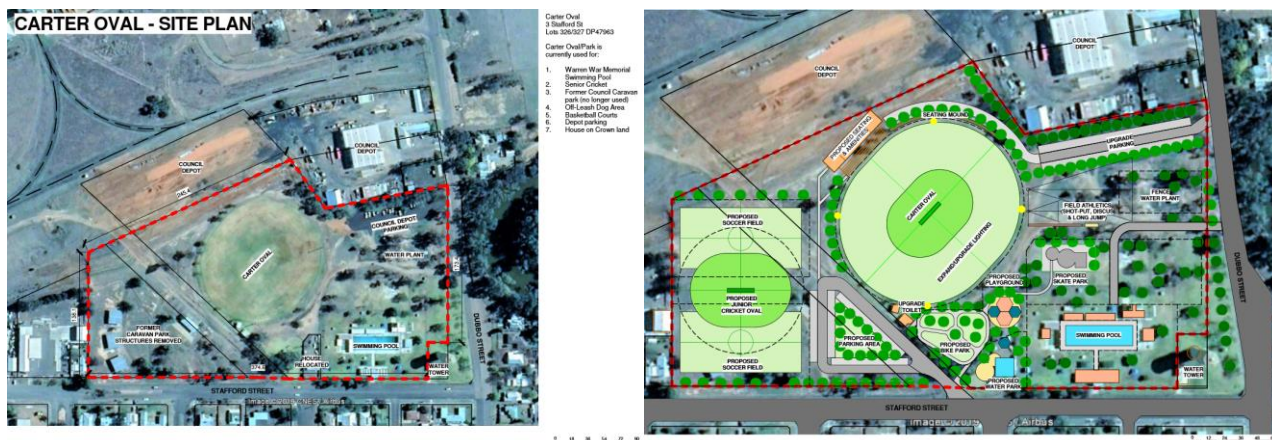 CARTER OVAL - SITE PLAN
COUNCIL
DEPOT
COUNCIL
DEPOT
245.4
COUNCIL DEPOT
PARKING
WATER PLANT
CARTER OVAL
FORMER
CARAVAN PARK
STRUCTURES REMOVED
HOUSE
RELOCATED
SWIMMING POOL
WATER
TOWER
DUBBO STREET
STAFFORD STREET
Carter Oval
3 Stafford St
Lots 326/327 DP47963
Carter Oval/Park is
currently used for:
1. Warren War Memorial
Swimming Pool
2. Senior Cricket
3. Former Council Caravan
park (no longer used)
4. Off-Leash Dog Area
5. Basketball Courts
6. Depot parking
7. House on Crown land
COUNCIL
DEPOT
COUNCIL
DEPOT
PROPOSED SEATING
& AMENITIES
SEATING MOUND
UPGRADE
PARKING
FENCE
WATER PLANT
FIELD ATHLETICS
(SHOT-PUT, DISCUS
& LONG JUMP)
CARTER OVAL
EXPAND/UPGRADE LIGHTING
PROPOSED
SOCCER FIELD
PROPOSED
JUNIOR
CRICKET OVAL
PROPOSED
SOCCER FIELD
PROPOSED
PLAYGROUND
PROPOSED
SKATE PARK
UPGRADE
TOILET
PROPOSED
BIKE PARK
PROPOSED
PARKING AREA
PROPOSED
WATER PARK
SWIMMING POOL
WATER
TOWER
DUBBO STREET
STAFFORD STREET